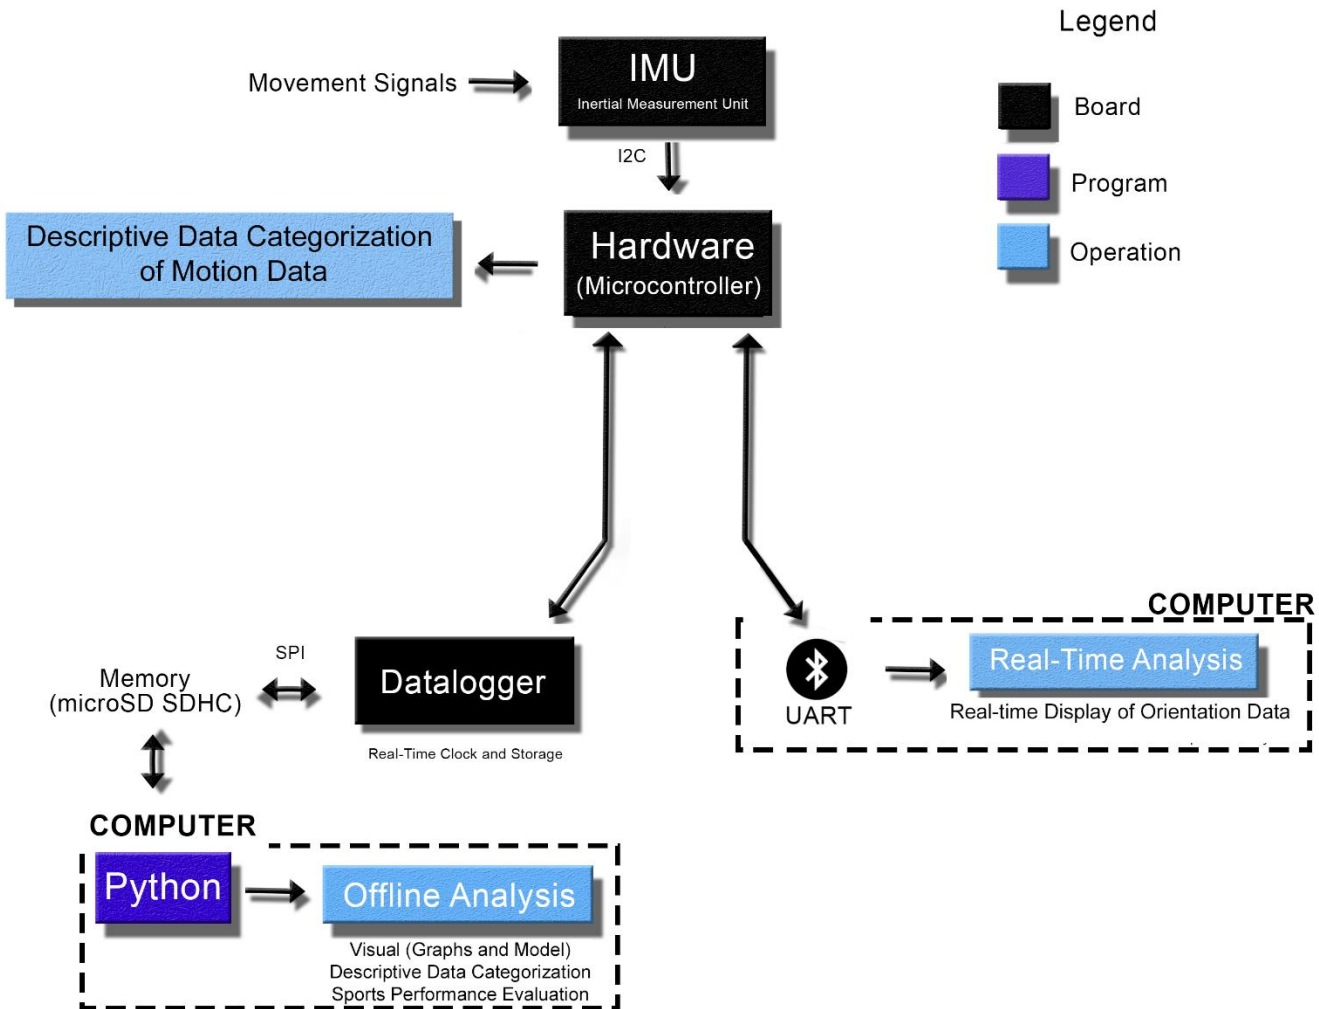 Legend
IMU
Inertial Measurement Unit
Movement Signals
Board
I2C
Program
Descriptive Data Categorization
of Motion Data
Hardware
(Microcontroller)
Operation
COMPUTER
SPI
Memory
(microSD SDHC)
Datalogger
Real-Time Clock and Storage
UART
Real-Time Analysis
Real-time Display of Orientation Data
COMPUTER
Python
Offline Analysis
Visual (Graphs and Model)
Descriptive Data Categorization
Sports Performance Evaluation